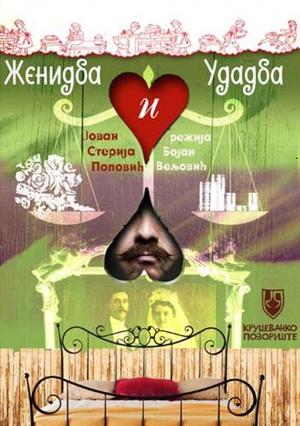 Женидба и Удадба
Јован
Стерија
Поповић
режија
Бојан
Вељовић
КРУШЕВАЧКО
ПОЗОРИШТЕ